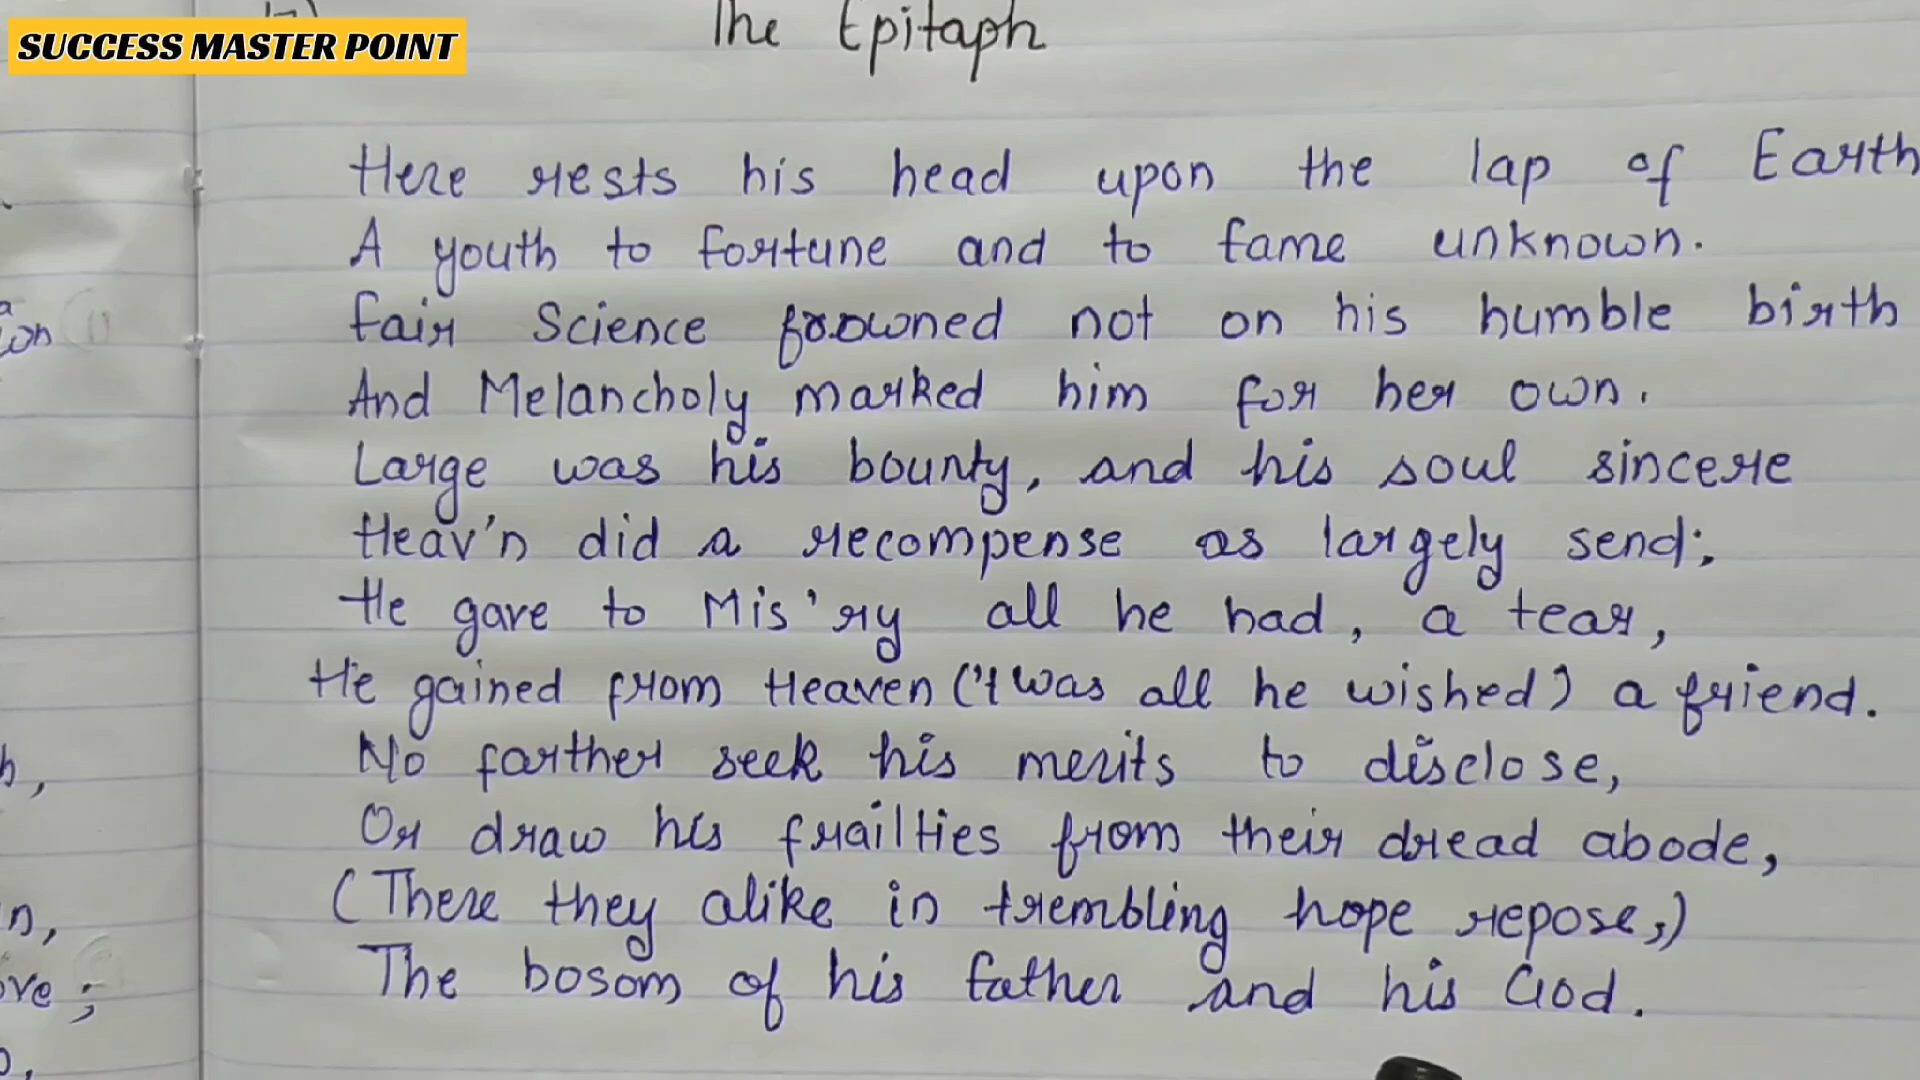 SUCCESS MASTER POINT
The Epitaph
Here rests his head upon the lap of Earth
A youth to fortune and to fame unknown.
Fair Science frowned not on his humble birth
And Melancholy marked him for her own.
Large was his bounty, and his soul sincere
Heav'n did a recompense as largely send;
He gave to Mis'ry all he had, a tear,
He gained from Heaven ('twas all he wished) a friend.
No farther seek his merits to disclose,
Or draw his frailties from their dread abode,
(There they alike in trembling hope repose,)
The bosom of his father and his God.